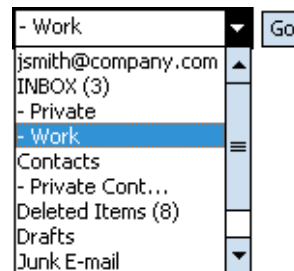 - Work
Go
jsmith@company.com
INBOX (3)
- Private
- Work
Contacts
- Private Cont...
Deleted Items (8)
Drafts
Junk E-mail